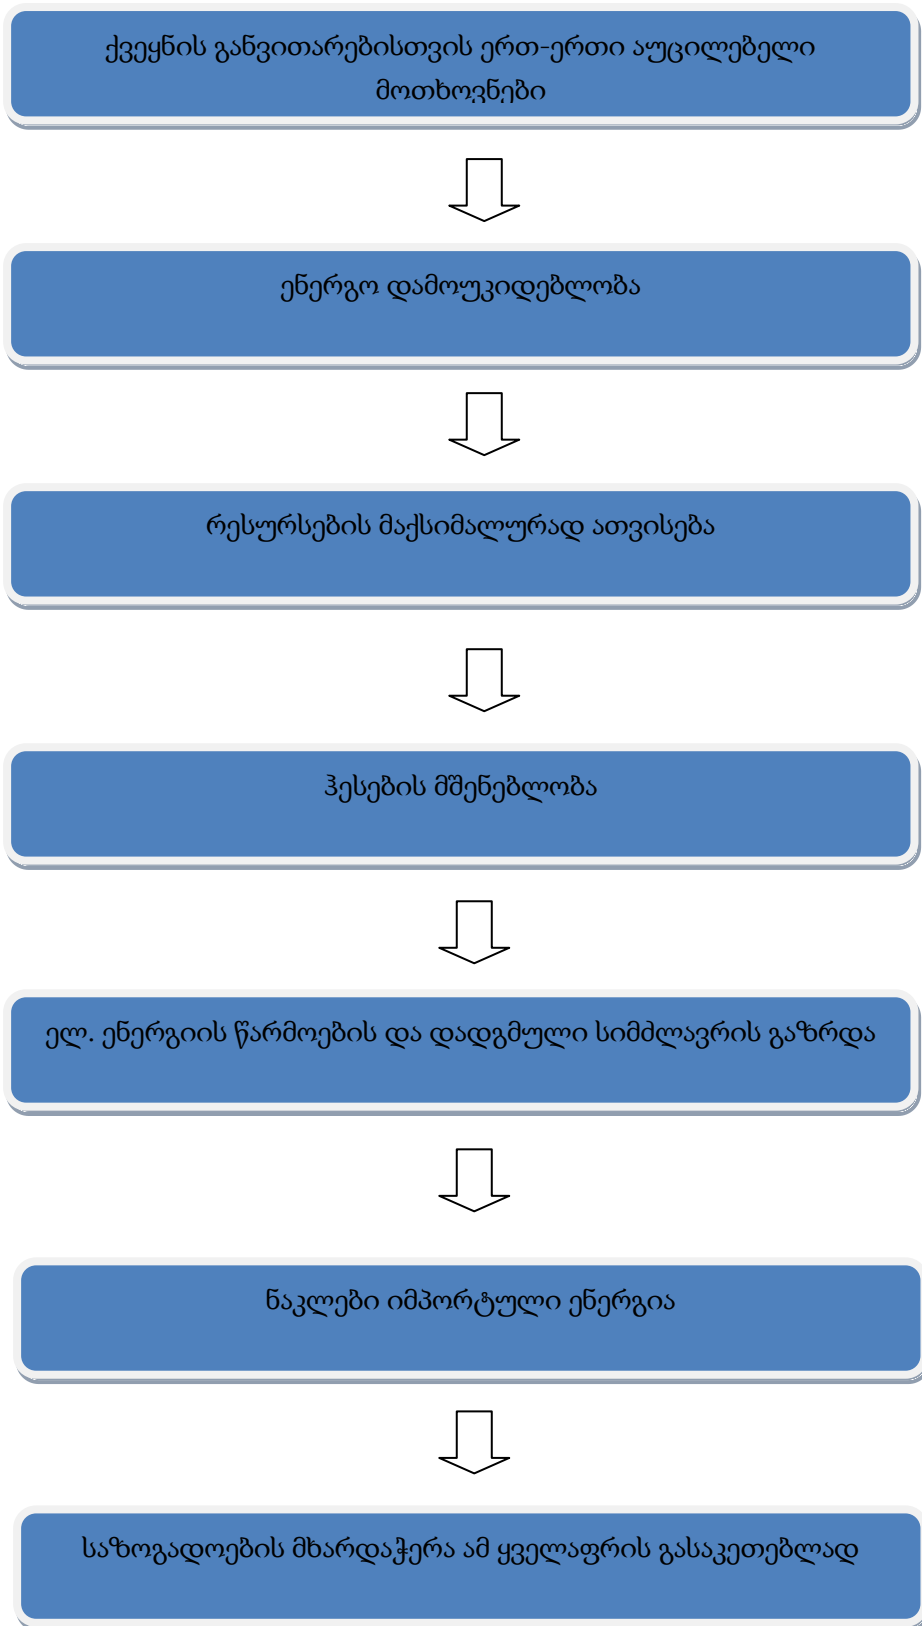 ქვეყნის განვითარებისთვის ერთ-ერთი აუცილებელი
მოთხოვნები
ენერგო დამოუკიდებლობა
რესურსების მაქსიმალურად ათვისება
ჰესების მშენებლობა
ელ. ენერგიის წარმოების და დადგმული სიმძლავრის გაზრდა
ნაკლები იმპორტული ენერგია
საზოგადოების მხარდაჭერა ამ ყველაფრის გასაკეთებლად